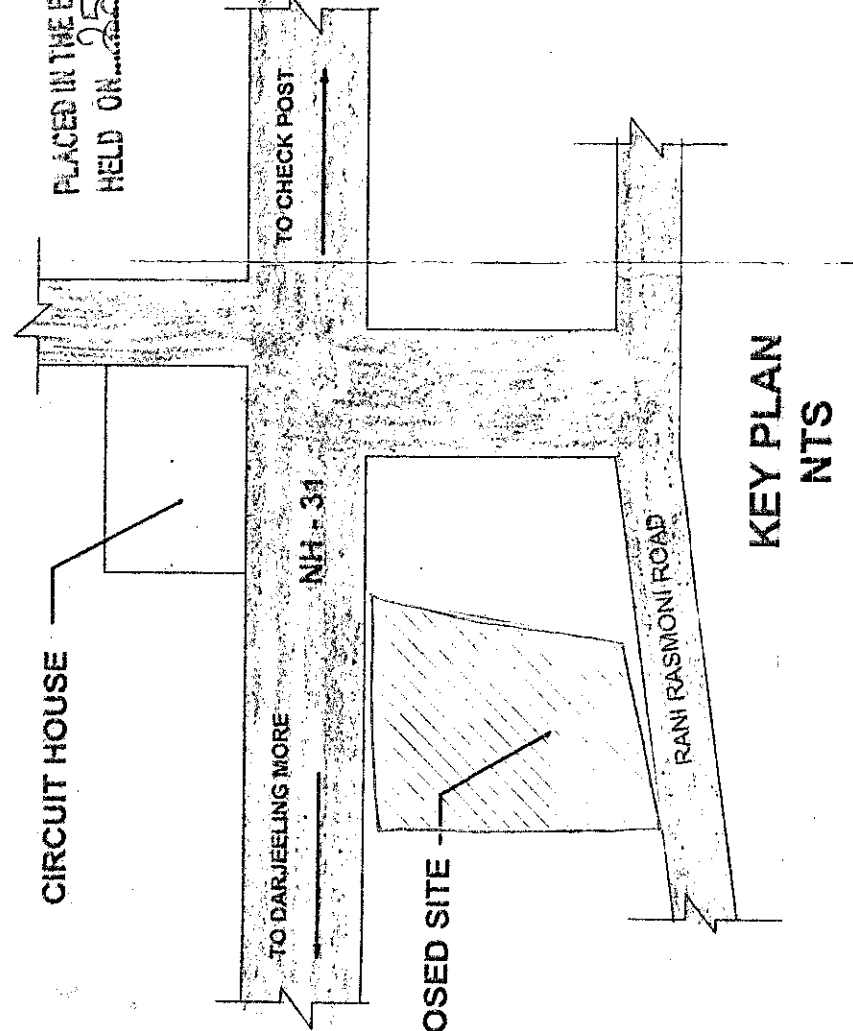 PLACED IN THE
HELD ON 25
TO CHECK POST
CIRCUIT HOUSE
NH - 31
TO DARJEELING MORE
OSED SITE
RANI RASMONI ROAD
KEY PLAN
NTS